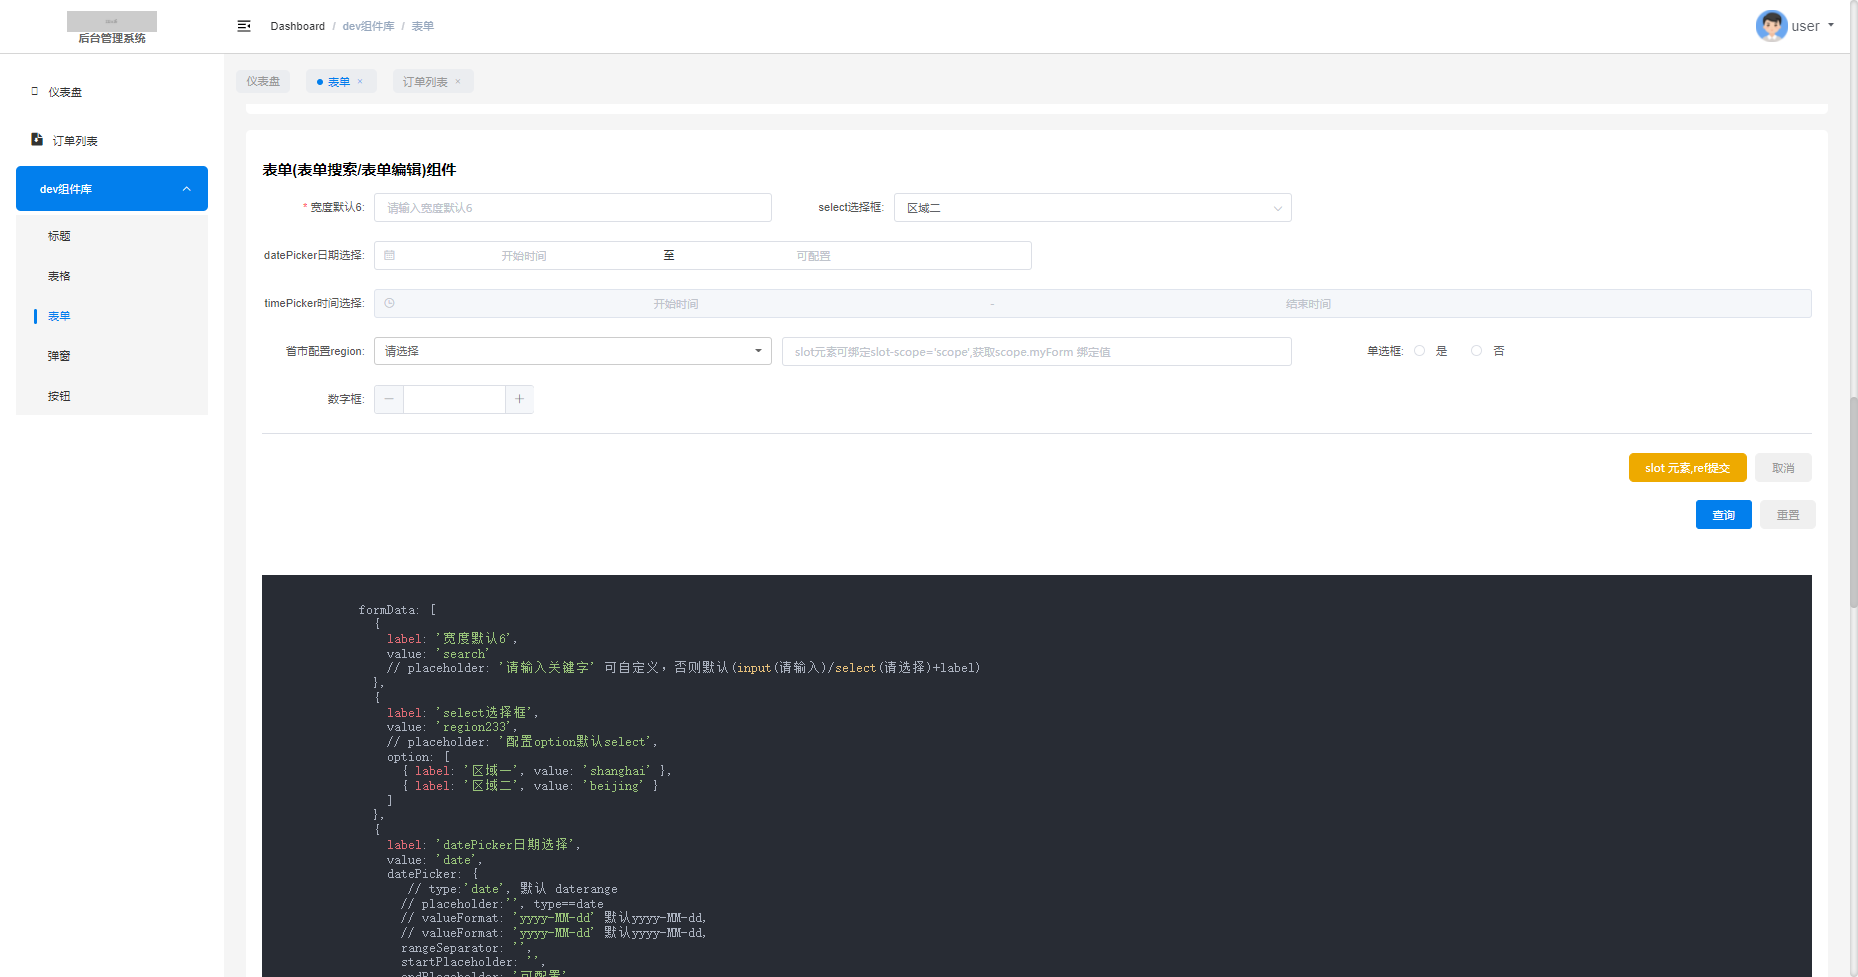 后台管理系统
Dashboard / dev组件库 / 表单
user
仪表盘
订单列表
dev组件库
标题
表格
表单
弹窗
按钮
仪表盘
表单 ×
订单列表 ×
表单(表单搜索/表单编辑)组件
* 宽度默认6: 请输入宽度默认6
select选择框: 区域二
datePicker日期选择: 开始时间 至 可配置
timePicker时间选择: 开始时间 - 结束时间
省市配置region: 请选择
slot元素可绑定slot-scope='scope',获取scope.myForm 绑定值
单选框: 是 否
数字框: − +
slot 元素,ref提交
取消
查询
重置
formData: [
{
label: '宽度默认6',
value: 'search'
// placeholder: '请输入关键字' 可自定义，否则默认(input(请输入)/select(请选择)+label)
},
{
label: 'select选择框',
value: 'region233',
// placeholder: '配置option默认select',
option: [
{ label: '区域一', value: 'shanghai' },
{ label: '区域二', value: 'beijing' }
]
},
{
label: 'datePicker日期选择',
value: 'date',
datePicker: {
// type:'date', 默认 daterange
// placeholder:'', type==date
// valueFormat: 'yyyy-MM-dd' 默认yyyy-MM-dd,
// valueFormat: 'yyyy-MM-dd' 默认yyyy-MM-dd,
rangeSeparator: '',
startPlaceholder: '',
endPlaceholder: '可配置'